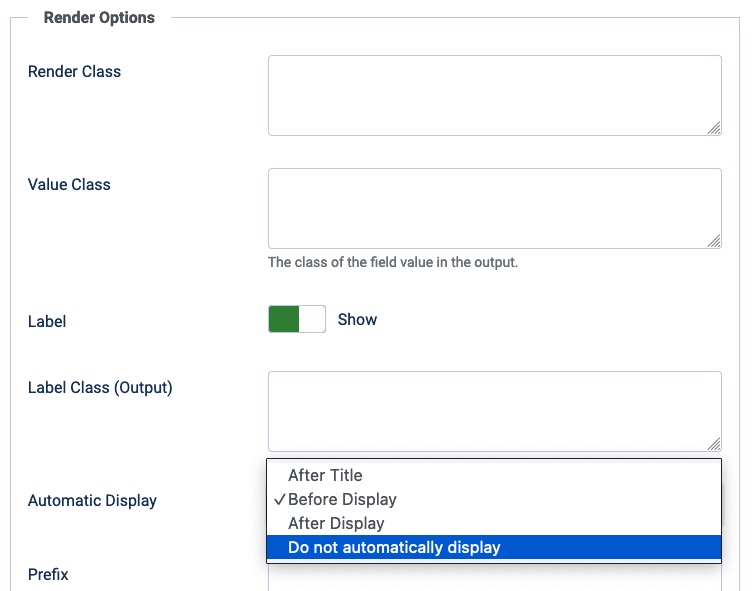 Render Options
Render Class
Value Class
The class of the field value in the output.
Label
Show
Label Class (Output)
Automatic Display
After Title
✓Before Display
After Display
Do not automatically display
Prefix